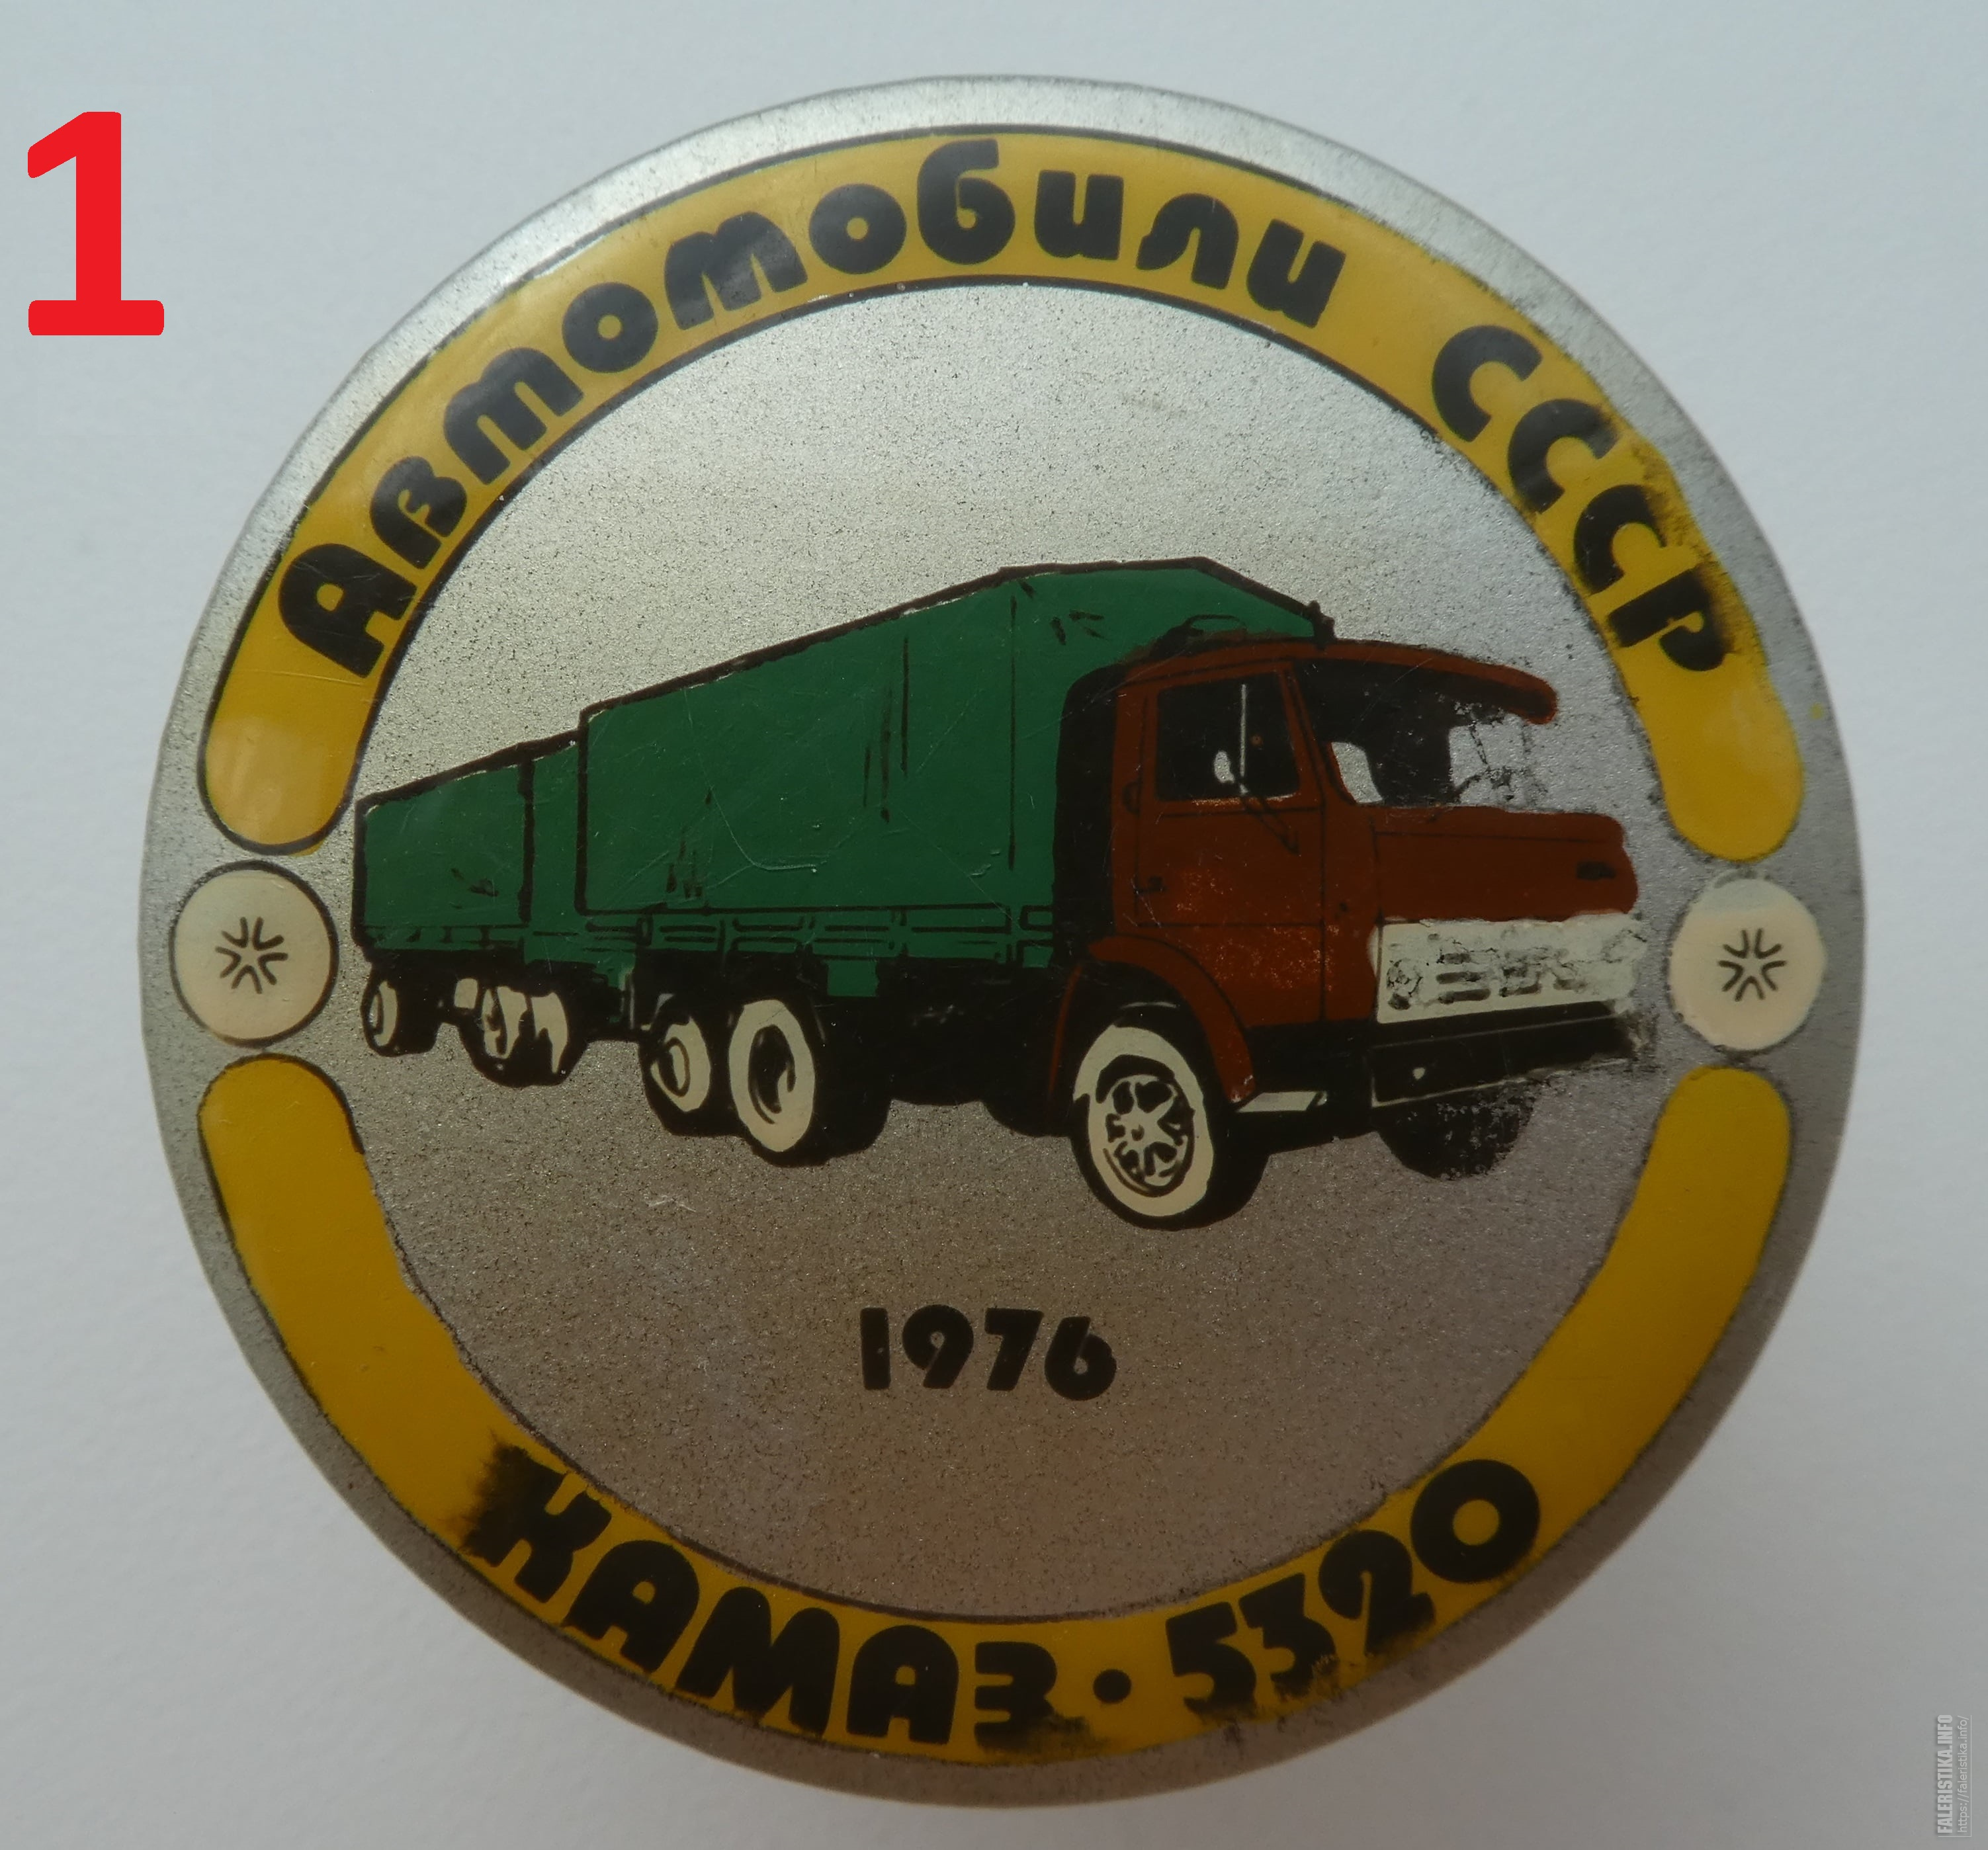 1
Автомобили СССР
1976
КАМАЗ · 5320
FALERISTIKA.INFO
https://faleristika.info/